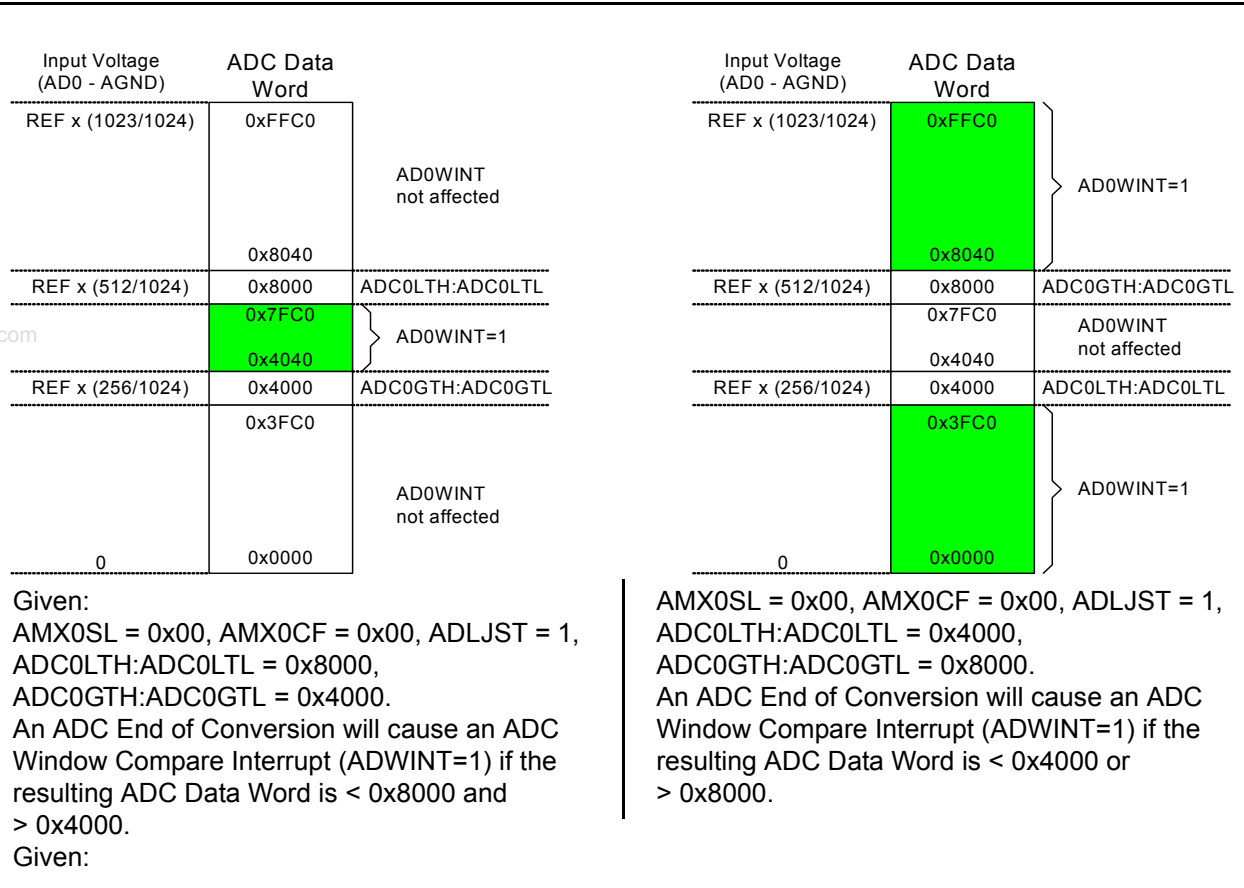 Input Voltage
(AD0 - AGND)
ADC Data
Word
REF x (1023/1024)
0xFFC0
AD0WINT
not affected
0x8040
REF x (512/1024)
0x8000
ADC0LTH:ADC0LTL
0x7FC0
AD0WINT=1
0x4040
REF x (256/1024)
0x4000
ADC0GTH:ADC0GTL
0x3FC0
AD0WINT
not affected
0
0x0000
Given:
AMX0SL = 0x00, AMX0CF = 0x00, ADLJST = 1,
ADC0LTH:ADC0LTL = 0x8000,
ADC0GTH:ADC0GTL = 0x4000.
An ADC End of Conversion will cause an ADC
Window Compare Interrupt (ADWINT=1) if the
resulting ADC Data Word is < 0x8000 and
> 0x4000.
Given:
Input Voltage
(AD0 - AGND)
ADC Data
Word
REF x (1023/1024)
0xFFC0
AD0WINT=1
0x8040
REF x (512/1024)
0x8000
ADC0GTH:ADC0GTL
0x7FC0
AD0WINT
not affected
0x4040
REF x (256/1024)
0x4000
ADC0LTH:ADC0LTL
0x3FC0
AD0WINT=1
0
0x0000
AMX0SL = 0x00, AMX0CF = 0x00, ADLJST = 1,
ADC0LTH:ADC0LTL = 0x4000,
ADC0GTH:ADC0GTL = 0x8000.
An ADC End of Conversion will cause an ADC
Window Compare Interrupt (ADWINT=1) if the
resulting ADC Data Word is < 0x4000 or
> 0x8000.
com